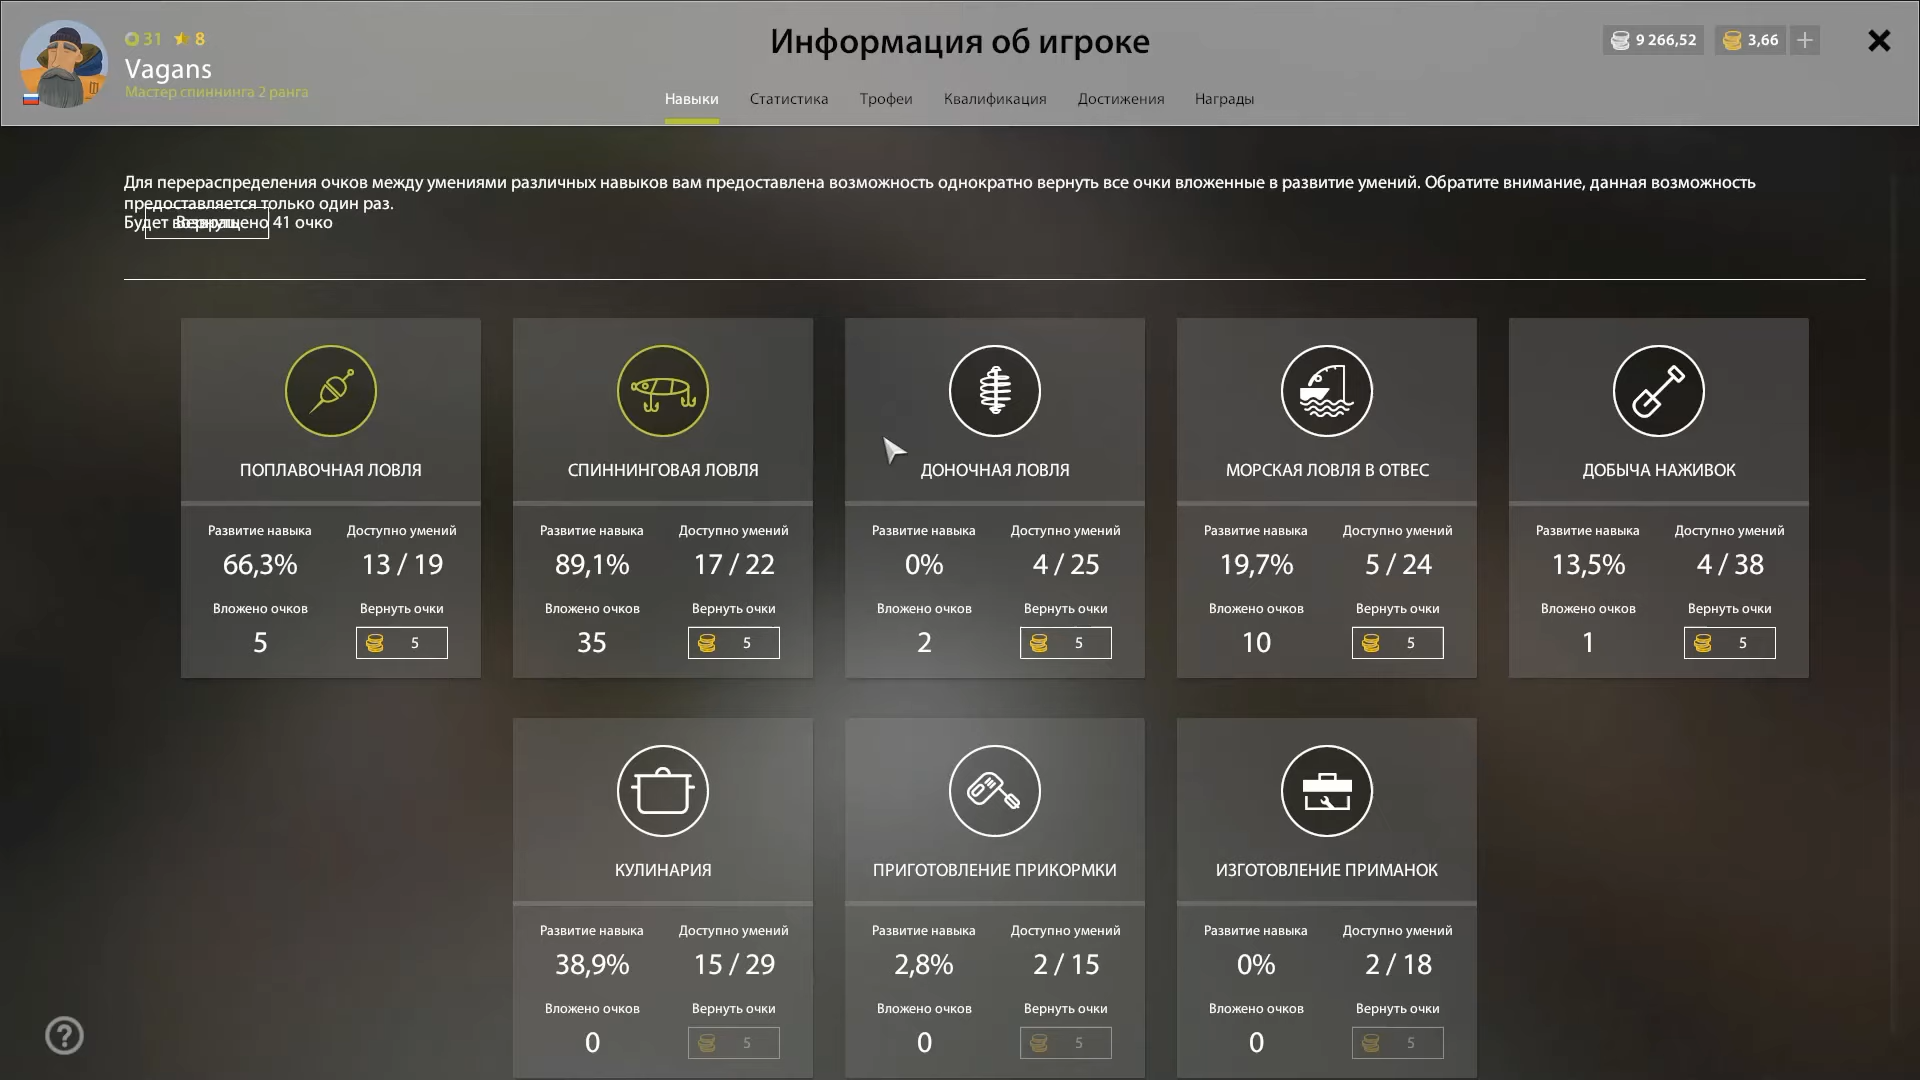 31 8
Vagans
Мастер спиннинга 2 ранга
Информация об игроке
9 266,52 3,66 +
Навыки Статистика Трофеи Квалификация Достижения Награды
Для перераспределения очков между умениями различных навыков вам предоставлена возможность однократно вернуть все очки вложенные в развитие умений. Обратите внимание, данная возможность
предоставляется только один раз.
Будет возвращено 41 очко
Вернуть
ПОПЛАВОЧНАЯ ЛОВЛЯ СПИННИНГОВАЯ ЛОВЛЯ ДОНОЧНАЯ ЛОВЛЯ МОРСКАЯ ЛОВЛЯ В ОТВЕС ДОБЫЧА НАЖИВОК
Развитие навыка Доступно умений Развитие навыка Доступно умений Развитие навыка Доступно умений Развитие навыка Доступно умений Развитие навыка Доступно умений
66,3% 13 / 19 89,1% 17 / 22 0% 4 / 25 19,7% 5 / 24 13,5% 4 / 38
Вложено очков Вернуть очки Вложено очков Вернуть очки Вложено очков Вернуть очки Вложено очков Вернуть очки Вложено очков Вернуть очки
5 5 35 5 2 5 10 5 1 5
КУЛИНАРИЯ ПРИГОТОВЛЕНИЕ ПРИКОРМКИ ИЗГОТОВЛЕНИЕ ПРИМАНОК
Развитие навыка Доступно умений Развитие навыка Доступно умений Развитие навыка Доступно умений
38,9% 15 / 29 2,8% 2 / 15 0% 2 / 18
Вложено очков Вернуть очки Вложено очков Вернуть очки Вложено очков Вернуть очки
0 5 0 5 0 5
?